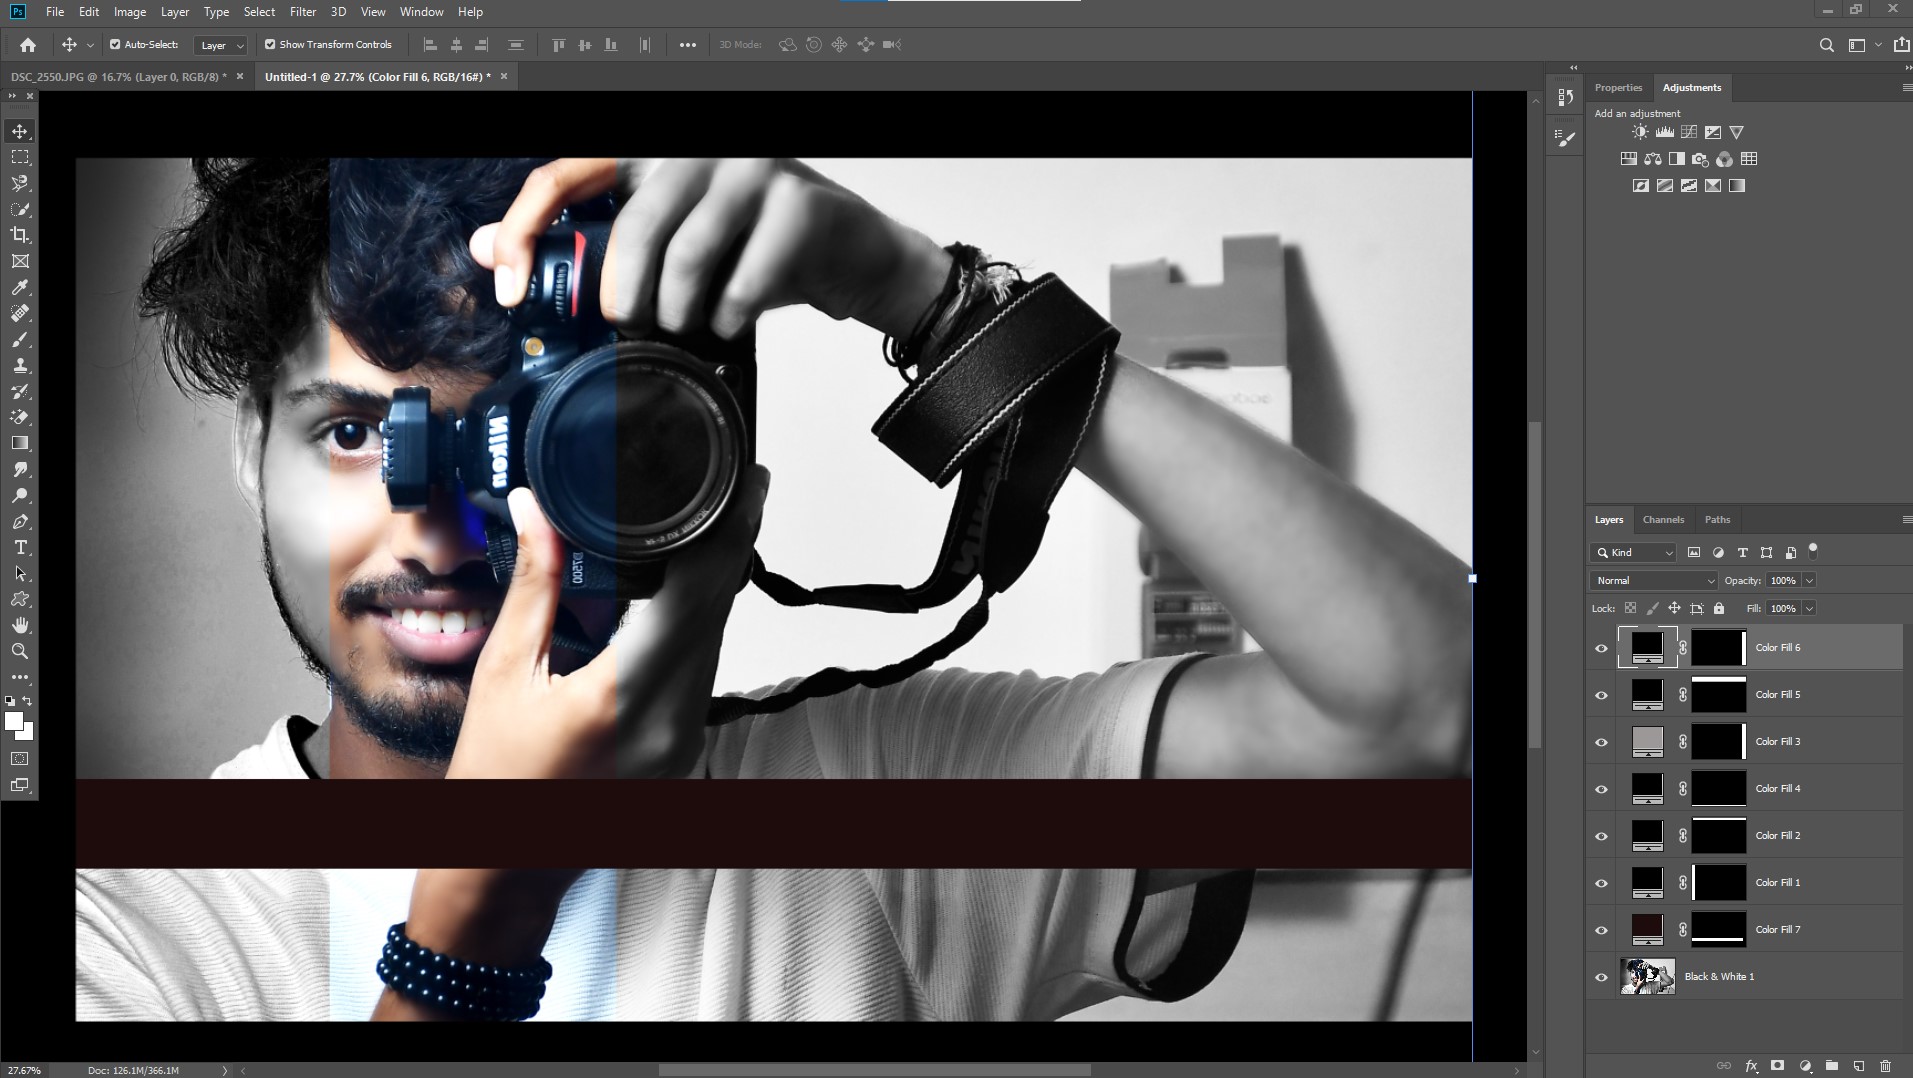 Ps File Edit Image Layer Type Select Filter 3D View Window Help
Auto-Select: Layer Show Transform Controls 3D Mode:
DSC_2550.JPG @ 16.7% (Layer 0, RGB/8) *
Untitled-1 @ 27.7% (Color Fill 6, RGB/16#) *
Properties Adjustments
Add an adjustment
Nikon
D7500
Layers Channels Paths
Kind
Normal Opacity: 100%
Lock: Fill: 100%
Color Fill 6
Color Fill 5
Color Fill 3
Color Fill 4
Color Fill 2
Color Fill 1
Color Fill 7
Black & White 1
27.67% Doc: 126.1M/366.1M